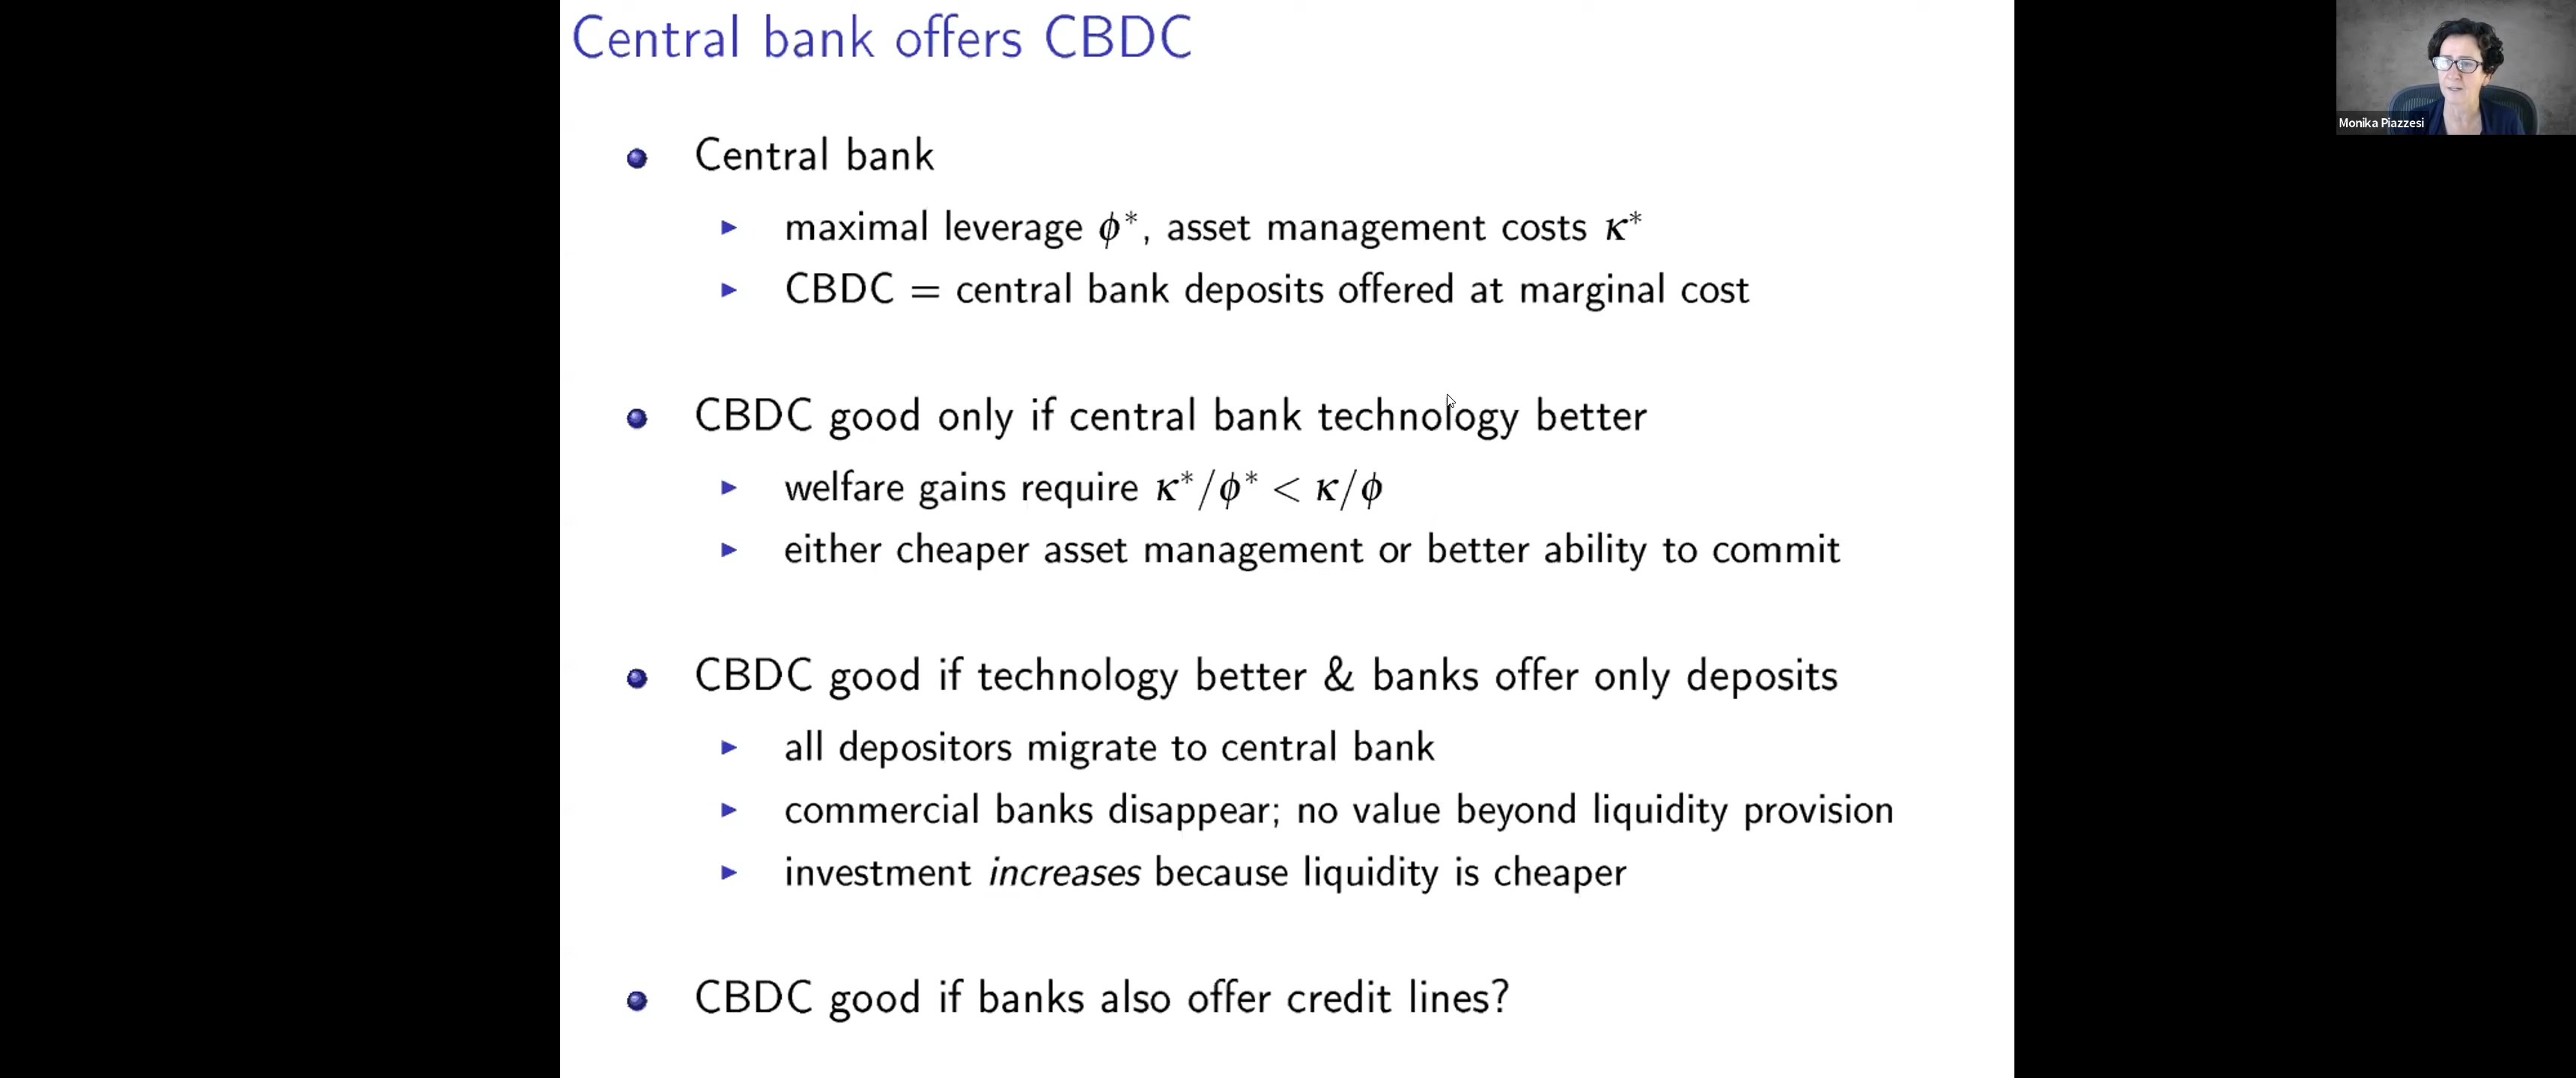 Central bank offers CBDC
Monika Piazzesi
Central bank
maximal leverage ϕ*, asset management costs κ*
CBDC = central bank deposits offered at marginal cost
CBDC good only if central bank technology better
welfare gains require κ*/ϕ* < κ/ϕ
either cheaper asset management or better ability to commit
CBDC good if technology better & banks offer only deposits
all depositors migrate to central bank
commercial banks disappear; no value beyond liquidity provision
investment increases because liquidity is cheaper
CBDC good if banks also offer credit lines?